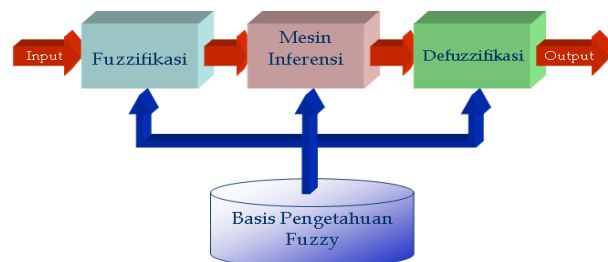 Input
Fuzzifikasi
Mesin
Inferensi
Defuzzifikasi
Output
Basis Pengetahuan
Fuzzy